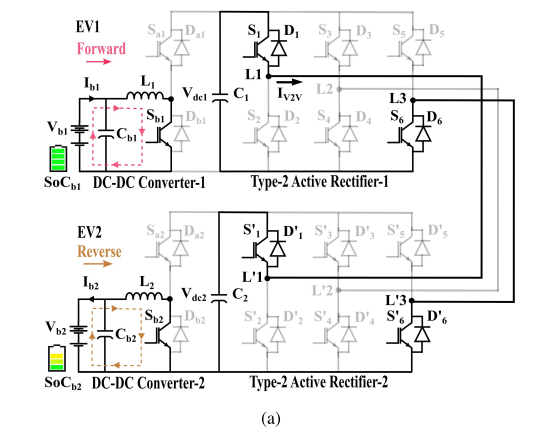 EV1
Forward
S_a1 D_a1
S_1 D_1
S_3 D_3
S_5 D_5
I_b1 L_1
V_dc1 C_1
L1
I_V2V
L2
L3
V_b1 C_b1 S_b1 D_b1
S_2 D_2
S_4 D_4
S_6 D_6
SoC_b1 DC-DC Converter-1 Type-2 Active Rectifier-1
EV2
Reverse
S_a2 D_a2
S'_1 D'_1
S'_3 D'_3
S'_5 D'_5
I_b2 L_2
V_dc2 C_2
L'1
L'2
L'3
V_b2 C_b2 S_b2 D_b2
S'_2 D'_2
S'_4 D'_4
S'_6 D'_6
SoC_b2 DC-DC Converter-2 Type-2 Active Rectifier-2
(a)